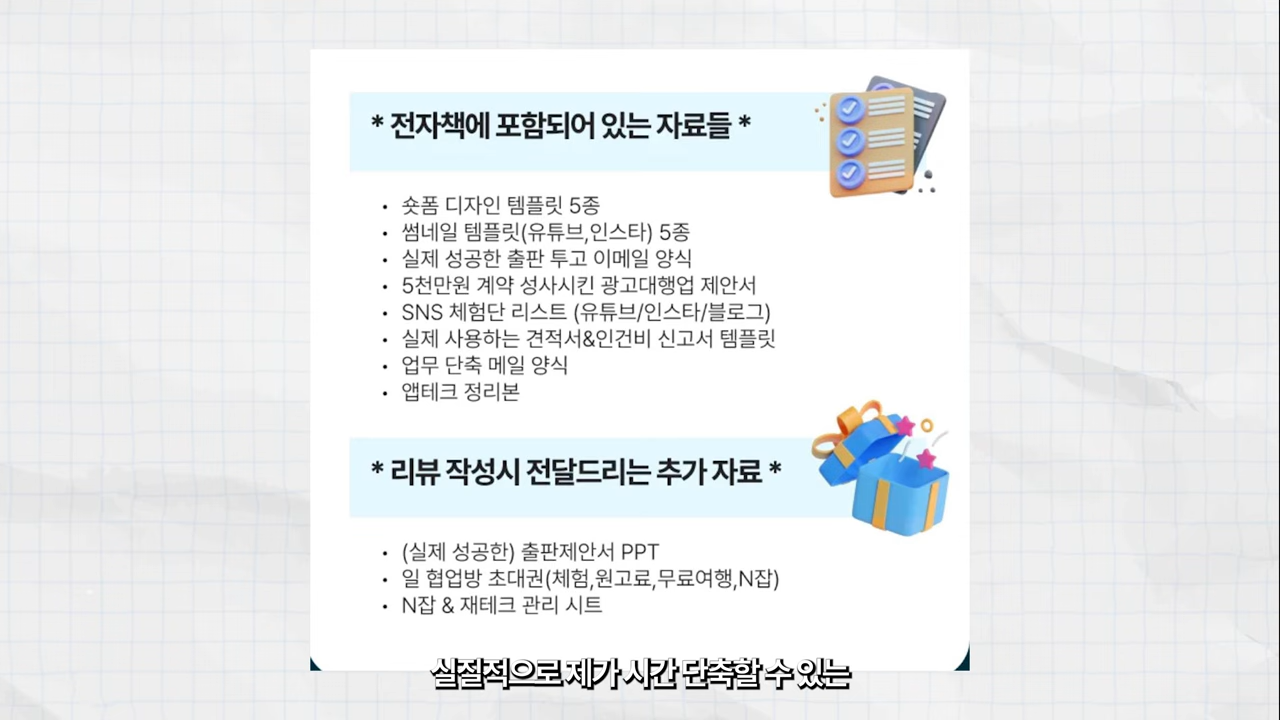 * 전자책에 포함되어 있는 자료들 *
• 숏폼 디자인 템플릿 5종
• 썸네일 템플릿(유튜브,인스타) 5종
• 실제 성공한 출판 투고 이메일 양식
• 5천만원 계약 성사시킨 광고대행업 제안서
• SNS 체험단 리스트 (유튜브/인스타/블로그)
• 실제 사용하는 견적서&인건비 신고서 템플릿
• 업무 단축 메일 양식
• 앱테크 정리본
* 리뷰 작성시 전달드리는 추가 자료 *
• (실제 성공한) 출판제안서 PPT
• 일 협업방 초대권(체험,원고료,무료여행,N잡)
• N잡 & 재테크 관리 시트
실질적으로 제가 시간 단축할 수 있는